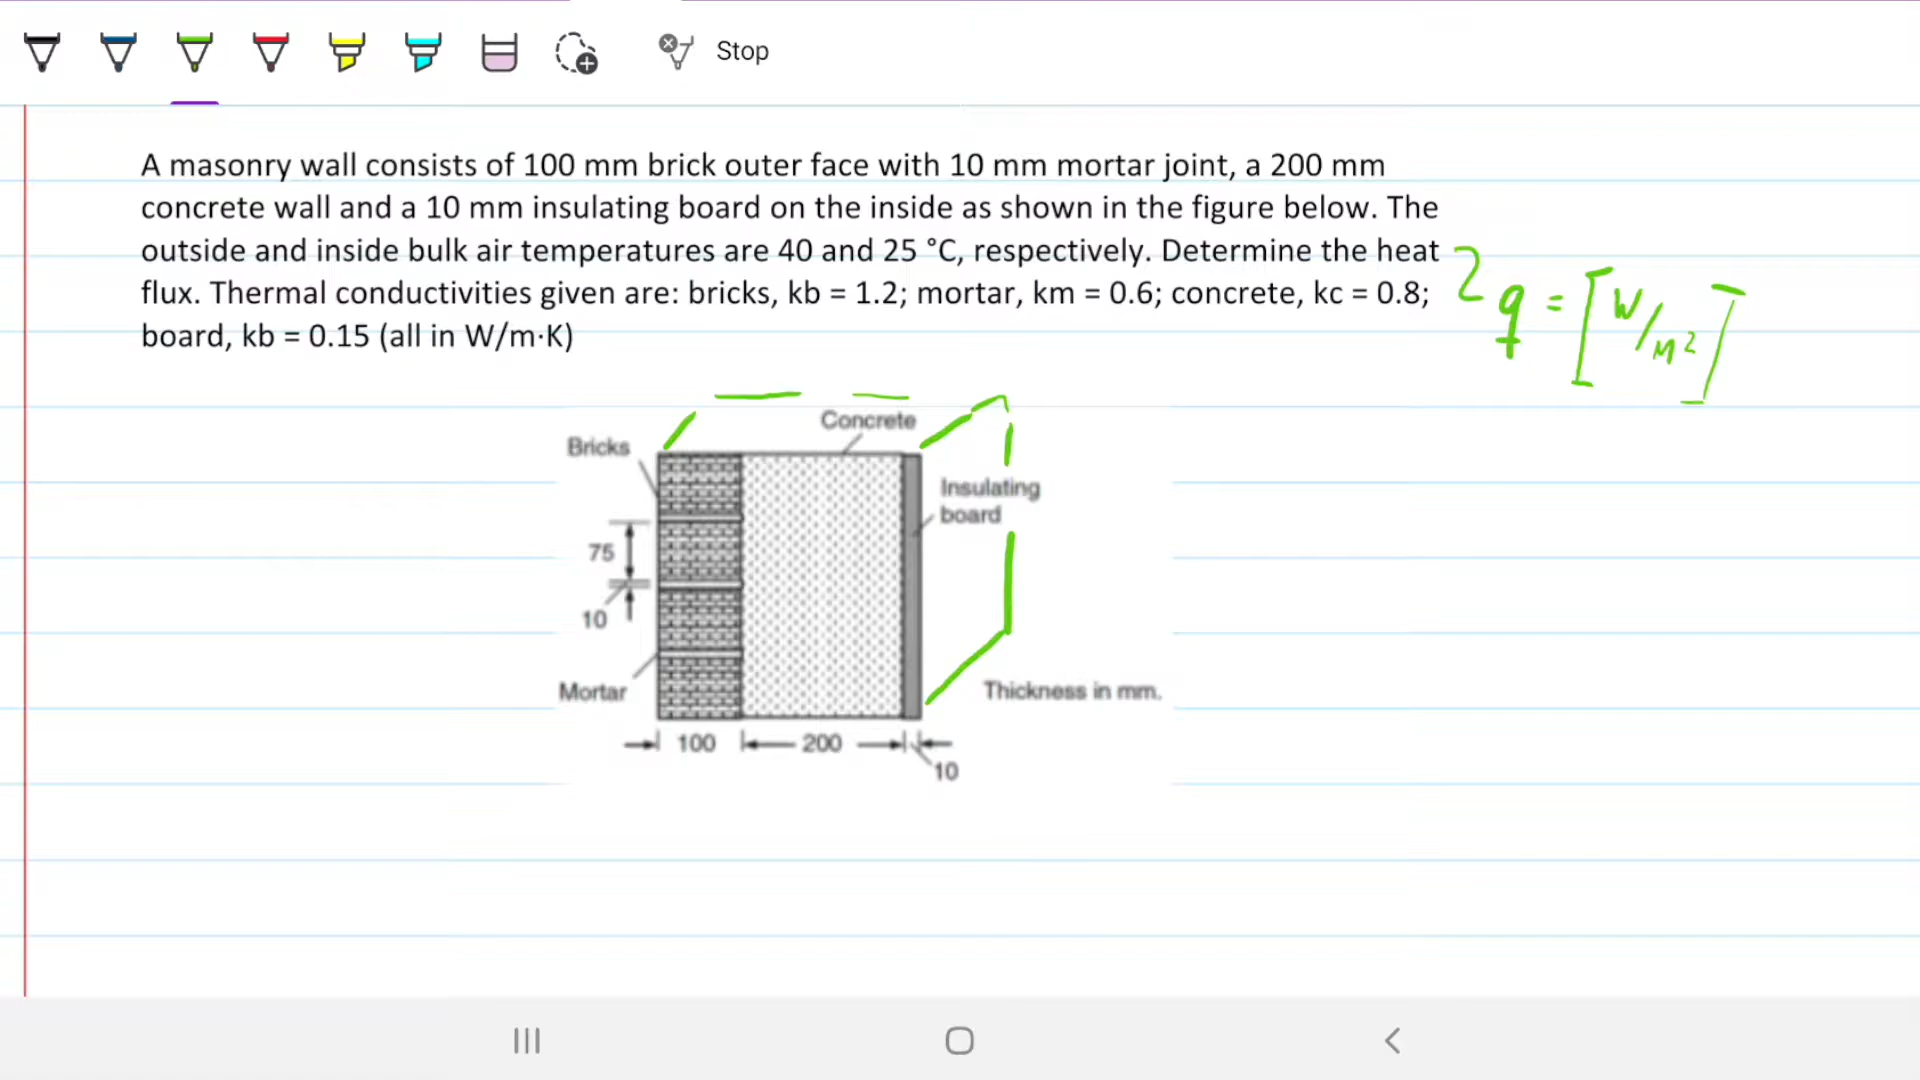 Stop
A masonry wall consists of 100 mm brick outer face with 10 mm mortar joint, a 200 mm
concrete wall and a 10 mm insulating board on the inside as shown in the figure below. The
outside and inside bulk air temperatures are 40 and 25 °C, respectively. Determine the heat
flux. Thermal conductivities given are: bricks, kb = 1.2; mortar, km = 0.6; concrete, kc = 0.8;
board, kb = 0.15 (all in W/m·K)
q = [W/m²]
Concrete
Bricks
Insulating
board
75
10
Mortar
Thickness in mm.
100
200
10